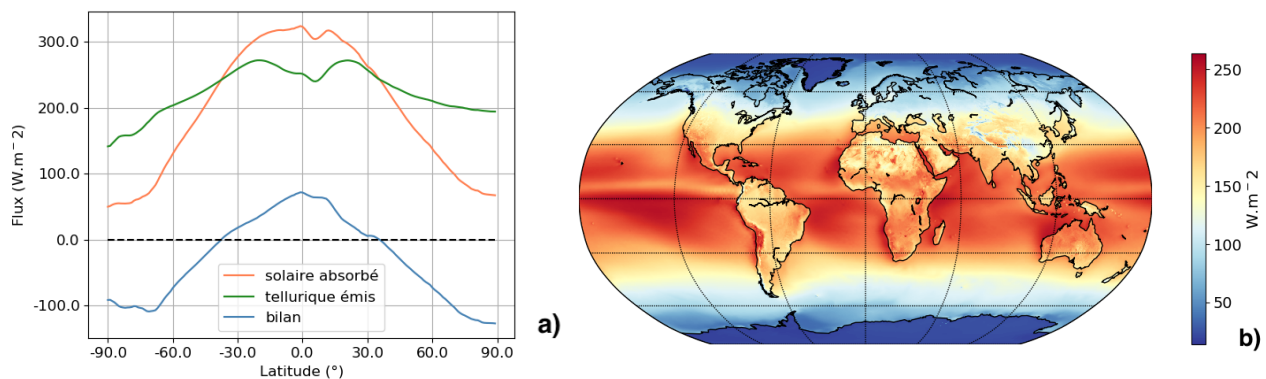 300.0
200.0
100.0
0.0
-100.0
Flux (W.m−2)
-90.0 -60.0 -30.0 0.0 30.0 60.0 90.0
Latitude (°)
solaire absorbé
tellurique émis
bilan
a)
250
200
150
100
50
W.m−2
b)